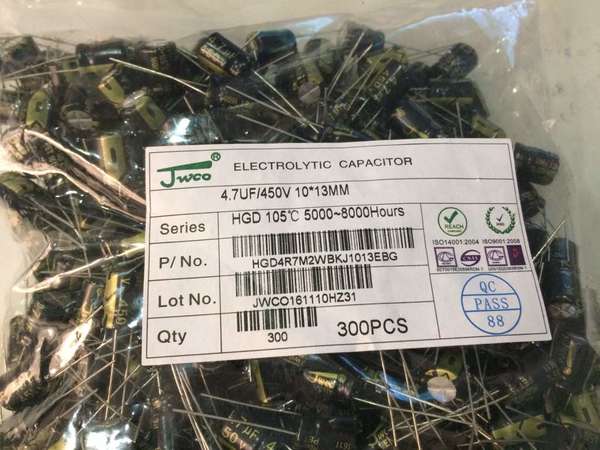 Jwco ® ELECTROLYTIC CAPACITOR
4.7UF/450V 10*13MM
Series HGD 105℃ 5000~8000Hours
P/ No. HGD4R7M2WBKJ1013EBG
Lot No. JWCO161110HZ31
Qty 300 300PCS
REACH
COMPLIANT
ISO14001:2004 ISO9001:2008
QC
PASS
88